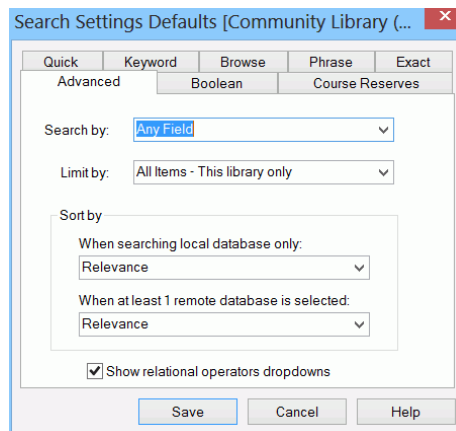 Search Settings Defaults [Community Library (...
Quick Keyword Browse Phrase Exact
Advanced Boolean Course Reserves
Search by: Any Field
Limit by: All Items - This library only
Sort by
When searching local database only:
Relevance
When at least 1 remote database is selected:
Relevance
Show relational operators dropdowns
Save Cancel Help